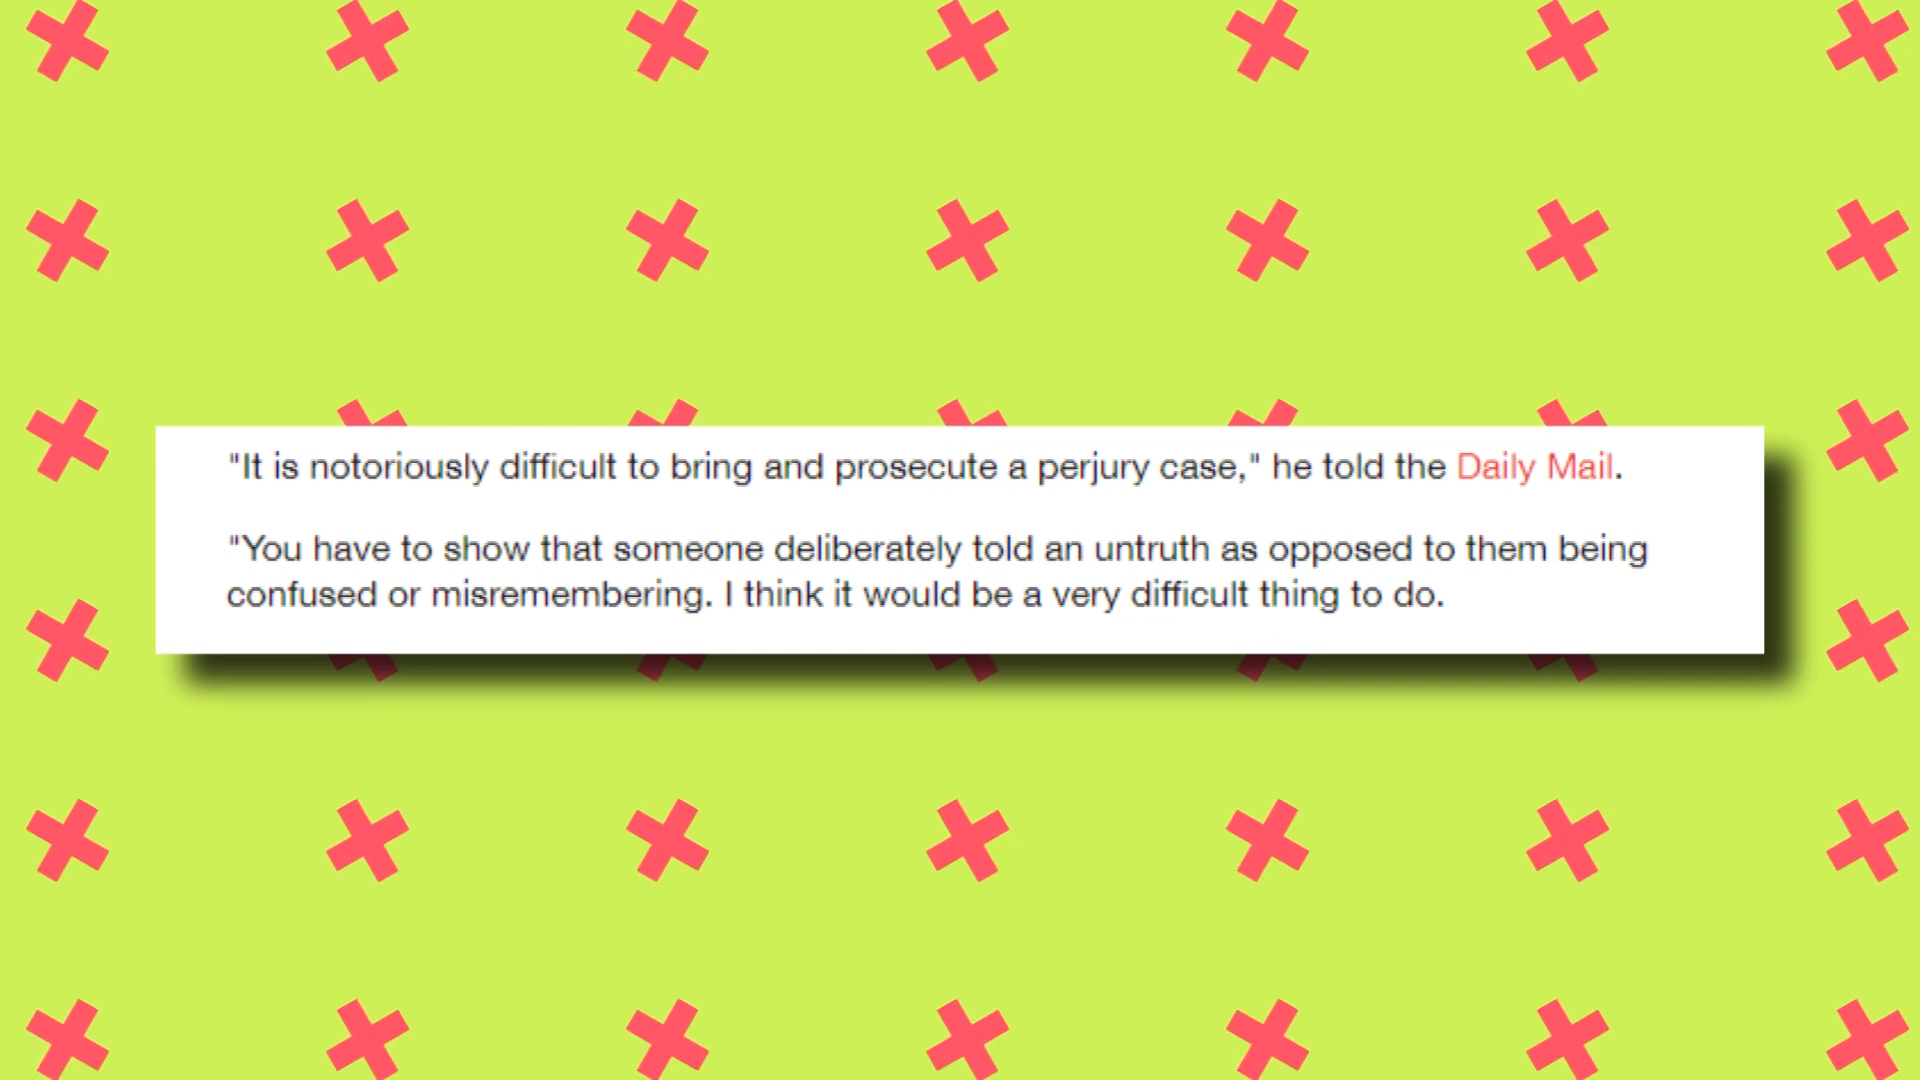 "It is notoriously difficult to bring and prosecute a perjury case," he told the Daily Mail.
"You have to show that someone deliberately told an untruth as opposed to them being
confused or misremembering. I think it would be a very difficult thing to do.